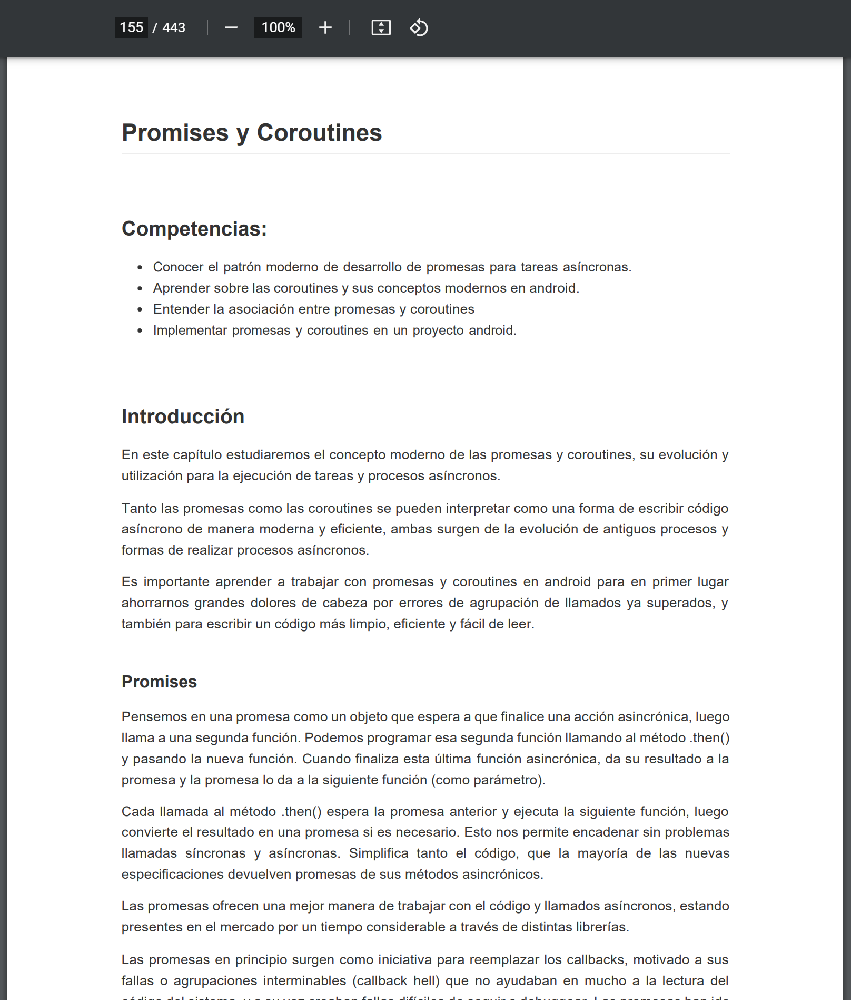 155 / 443
100%
Promises y Coroutines
Competencias:
Conocer el patrón moderno de desarrollo de promesas para tareas asíncronas.
Aprender sobre las coroutines y sus conceptos modernos en android.
Entender la asociación entre promesas y coroutines
Implementar promesas y coroutines en un proyecto android.
Introducción
En este capítulo estudiaremos el concepto moderno de las promesas y coroutines, su evolución y
utilización para la ejecución de tareas y procesos asíncronos.
Tanto las promesas como las coroutines se pueden interpretar como una forma de escribir código
asíncrono de manera moderna y eficiente, ambas surgen de la evolución de antiguos procesos y
formas de realizar procesos asíncronos.
Es importante aprender a trabajar con promesas y coroutines en android para en primer lugar
ahorrarnos grandes dolores de cabeza por errores de agrupación de llamados ya superados, y
también para escribir un código más limpio, eficiente y fácil de leer.
Promises
Pensemos en una promesa como un objeto que espera a que finalice una acción asincrónica, luego
llama a una segunda función. Podemos programar esa segunda función llamando al método .then()
y pasando la nueva función. Cuando finaliza esta última función asincrónica, da su resultado a la
promesa y la promesa lo da a la siguiente función (como parámetro).
Cada llamada al método .then() espera la promesa anterior y ejecuta la siguiente función, luego
convierte el resultado en una promesa si es necesario. Esto nos permite encadenar sin problemas
llamadas síncronas y asíncronas. Simplifica tanto el código, que la mayoría de las nuevas
especificaciones devuelven promesas de sus métodos asincrónicos.
Las promesas ofrecen una mejor manera de trabajar con el código y llamados asíncronos, estando
presentes en el mercado por un tiempo considerable a través de distintas librerías.
Las promesas en principio surgen como iniciativa para reemplazar los callbacks, motivado a sus
fallas o agrupaciones interminables (callback hell) que no ayudaban en mucho a la lectura del
código del sistema, y a su vez creaban fallas difíciles de seguir o debuggear. Las promesas han ido